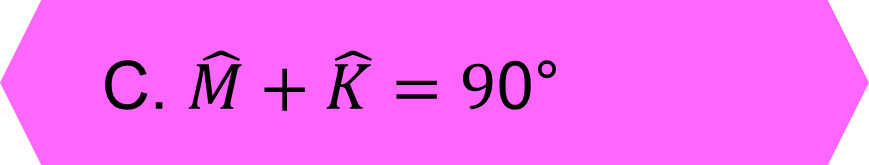 C. M̂ + K̂ = 90°